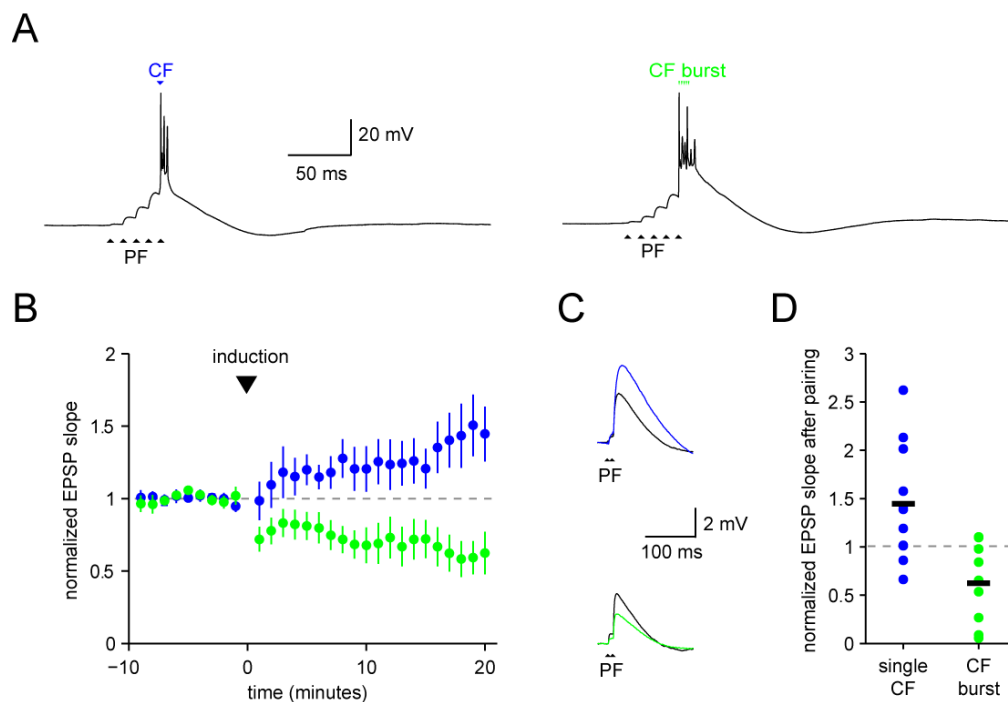 A
CF
20 mV
50 ms
PF
CF burst
PF
B
induction
normalized EPSP slope
2
1.5
1
0.5
0
−10
0
10
20
time (minutes)
C
PF
2 mV
100 ms
PF
D
normalized EPSP slope after pairing
3
2.5
2
1.5
1
0.5
0
single
CF
CF
burst